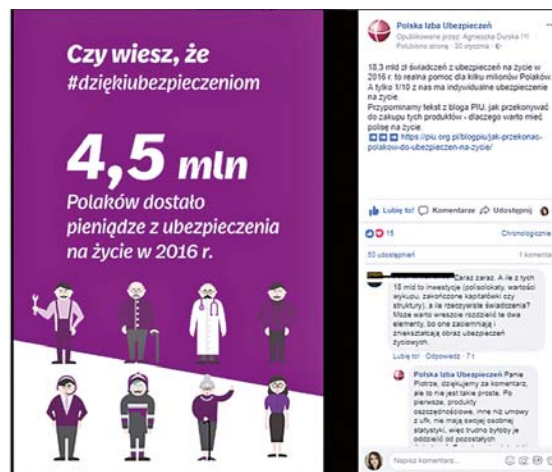 Czy wiesz, że
#dziękiubezpieczeniom
4,5 mln
Polaków dostało
pieniądze z ubezpieczenia
na życie w 2016 r.
Polska Izba Ubezpieczeń
Opublikowane przez: Agnieszka Durska
Polubiono stronę · 30 stycznia ·
18,3 mld zł świadczeń z ubezpieczeń na życie w
2016 r. to realna pomoc dla kilku milionów Polaków.
A tylko 1/10 z nas ma indywidualne ubezpieczenie
na życie.
Przypominamy tekst z bloga PIU, jak przekonywać
do zakupu tych produktów - dlaczego warto mieć
polisę na życie.
https://piu.org.pl/blogpiu/jak-przekonac-
polakow-do-ubezpieczen-na-zycie/
Lubię to! Komentarze Udostępnij
15 Chronologicznie
50 udostępnień 1 komentarz
Zaraz zaraz. A ile z tych
18 mld to inwestycje (polisolokaty, wartości
wykupu, zakończone kapitałówki czy
struktury), a ile rzeczywiste świadczenia?
Może warto wreszcie rozdzielić te dwa
elementy, bo one zaciemniają i
zniekształcają obraz ubezpieczeń
życiowych.
Lubię to! · Odpowiedz ·
Polska Izba Ubezpieczeń Panie
Piotrze, dziękujemy za komentarz,
ale to nie jest takie proste. Po
pierwsze, produkty
oszczędnościowe, inne niż umowy
z ufk, nie mają swojej osobnej
statystyki, więc trudno byłoby je
oddzielić od pozostałych
Napisz komentarz...